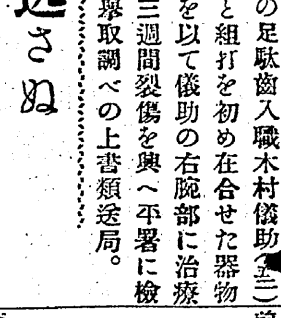 の足駄齒入職木村儀助(五二)
と組打を初め在合せた器物
を以て儀助の右腕部に治療
三週間裂傷を與へ平署に檢
擧取調べの上書類送局。
さぬ